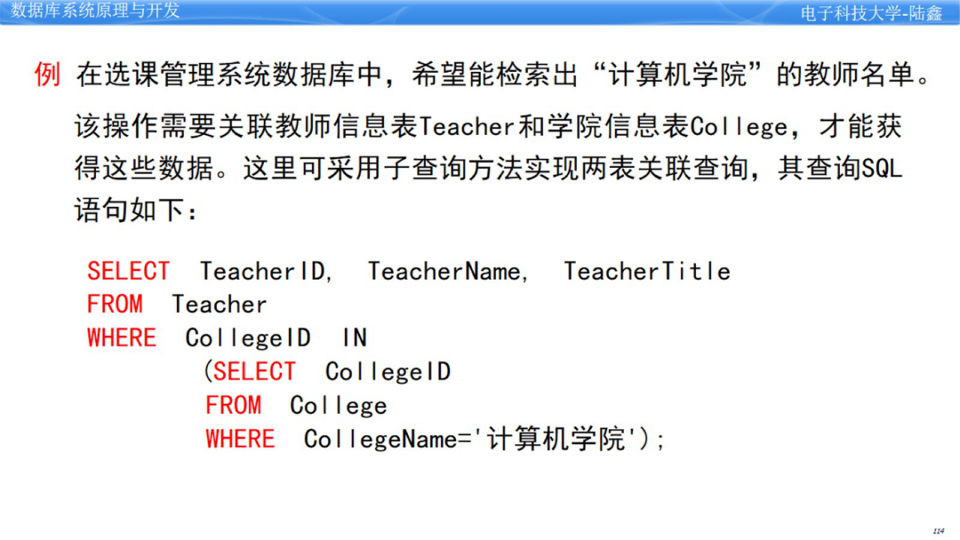 数据库系统原理与开发
电子科技大学-陆鑫
例 在选课管理系统数据库中，希望能检索出“计算机学院”的教师名单。
该操作需要关联教师信息表Teacher和学院信息表College，才能获
得这些数据。这里可采用子查询方法实现两表关联查询，其查询SQL
语句如下：
SELECT TeacherID, TeacherName, TeacherTitle
FROM Teacher
WHERE CollegeID IN
(SELECT CollegeID
FROM College
WHERE CollegeName='计算机学院');
114